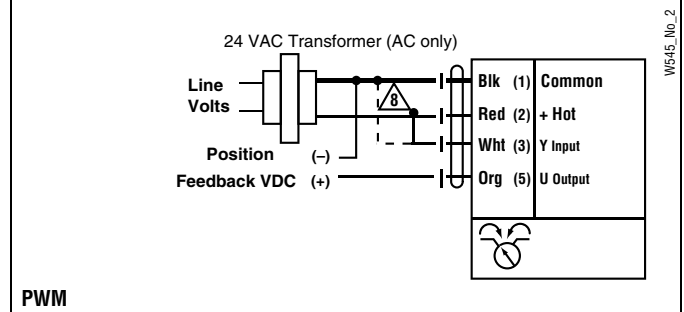 24 VAC Transformer (AC only)
Line
Volts
8
Position (–)
Feedback VDC (+)
Blk (1) Common
Red (2) + Hot
Wht (3) Y Input
Org (5) U Output
W545_No_2
PWM